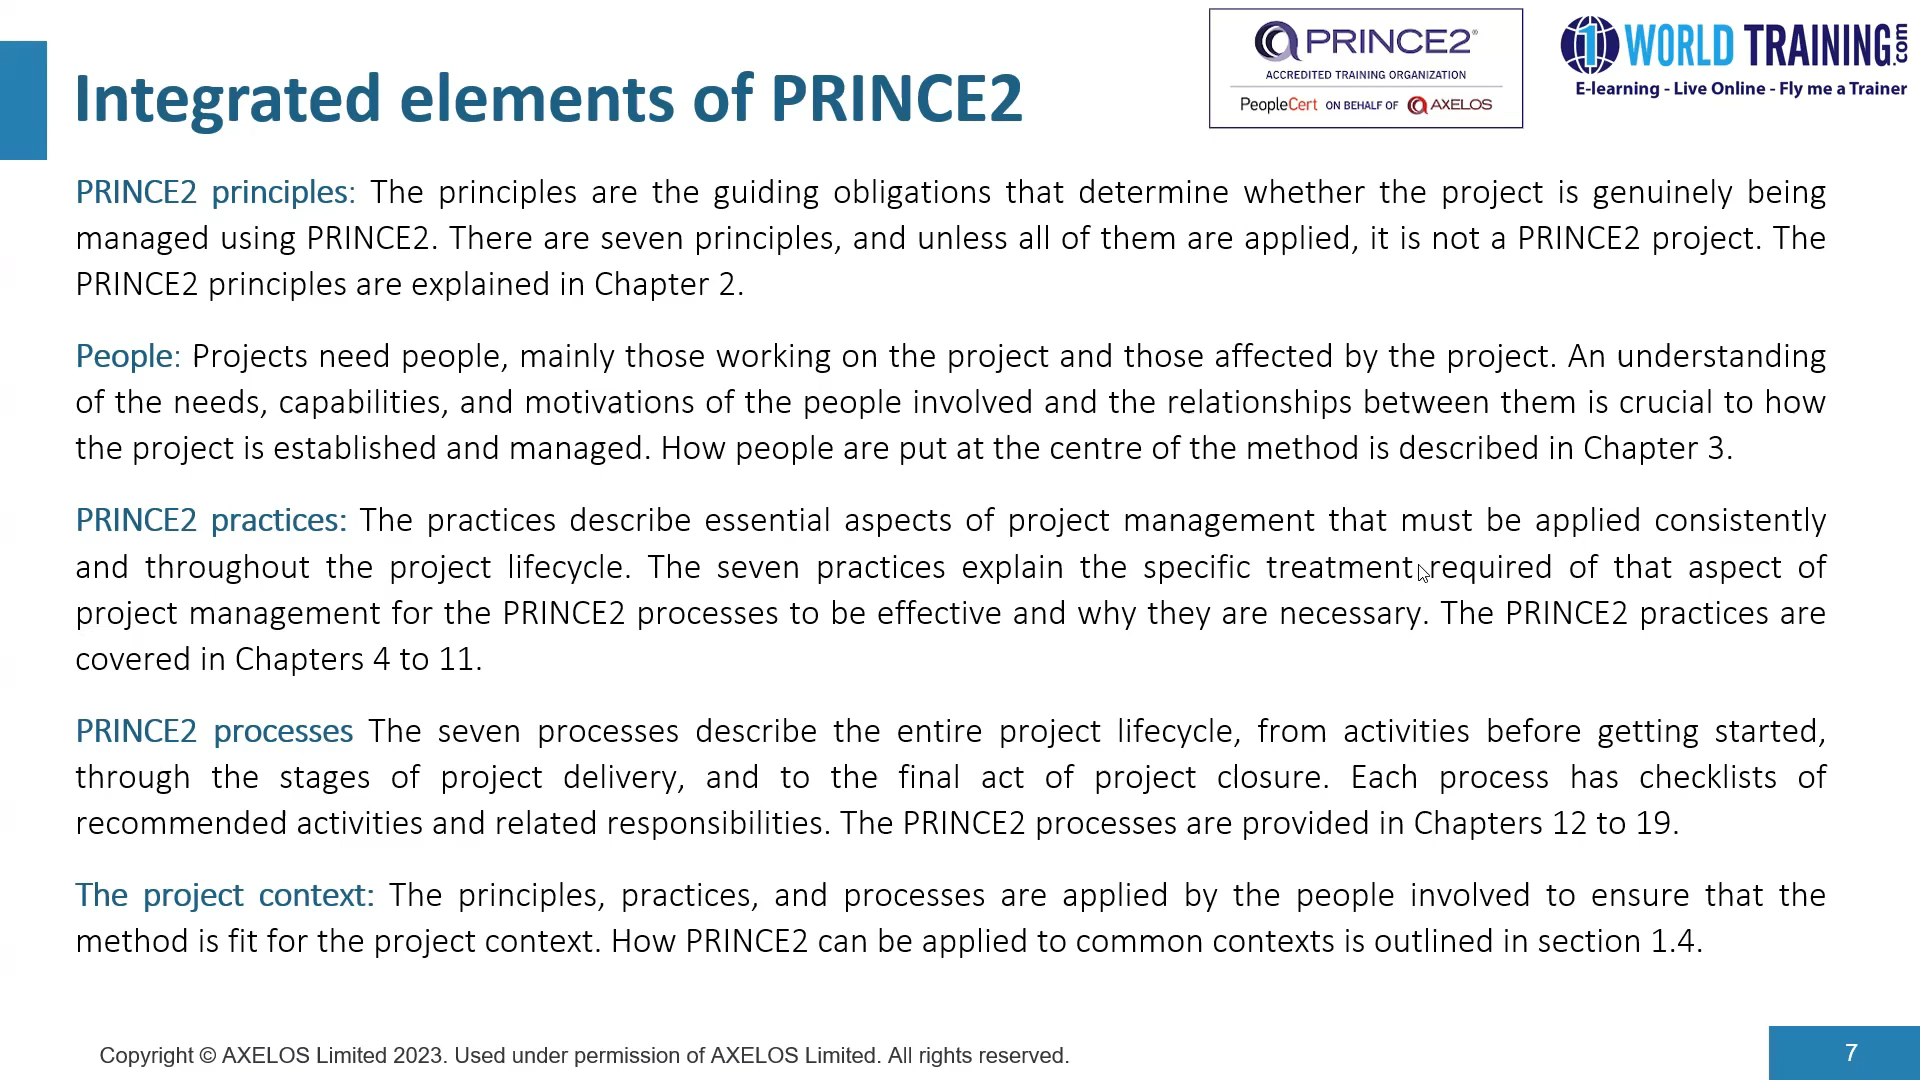 PRINCE2®
ACCREDITED TRAINING ORGANIZATION
PeopleCert ON BEHALF OF AXELOS
1 WORLD TRAINING.com
E-learning - Live Online - Fly me a Trainer
Integrated elements of PRINCE2
PRINCE2 principles: The principles are the guiding obligations that determine whether the project is genuinely being
managed using PRINCE2. There are seven principles, and unless all of them are applied, it is not a PRINCE2 project. The
PRINCE2 principles are explained in Chapter 2.
People: Projects need people, mainly those working on the project and those affected by the project. An understanding
of the needs, capabilities, and motivations of the people involved and the relationships between them is crucial to how
the project is established and managed. How people are put at the centre of the method is described in Chapter 3.
PRINCE2 practices: The practices describe essential aspects of project management that must be applied consistently
and throughout the project lifecycle. The seven practices explain the specific treatment required of that aspect of
project management for the PRINCE2 processes to be effective and why they are necessary. The PRINCE2 practices are
covered in Chapters 4 to 11.
PRINCE2 processes The seven processes describe the entire project lifecycle, from activities before getting started,
through the stages of project delivery, and to the final act of project closure. Each process has checklists of
recommended activities and related responsibilities. The PRINCE2 processes are provided in Chapters 12 to 19.
The project context: The principles, practices, and processes are applied by the people involved to ensure that the
method is fit for the project context. How PRINCE2 can be applied to common contexts is outlined in section 1.4.
Copyright © AXELOS Limited 2023. Used under permission of AXELOS Limited. All rights reserved.
7